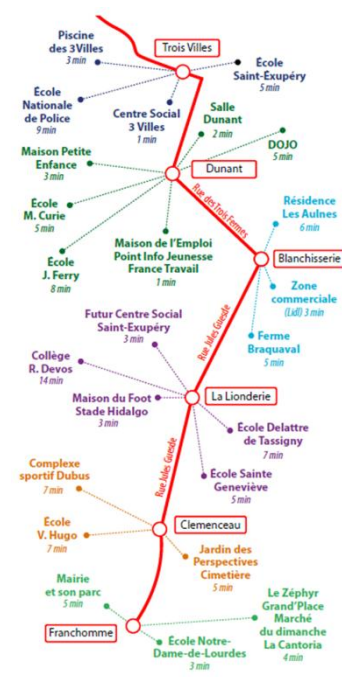 Piscine
des 3Villes
3 min
Trois Villes
École
Saint-Exupéry
5 min
École
Nationale
de Police
9 min
Centre Social
3 Villes
1 min
Salle
Dunant
2 min
DOJO
5 min
Maison Petite
Enfance
3 min
Dunant
École
M. Curie
5 min
Rue des Trois Fermes
Résidence
Les Aulnes
6 min
École
J. Ferry
8 min
Maison de l'Emploi
Point Info Jeunesse
France Travail
1 min
Blanchisserie
Zone
commerciale
(Lidl) 3 min
Futur Centre Social
Saint-Exupéry
3 min
Rue Jules Guesde
Ferme
Braquaval
5 min
Collège
R. Devos
14 min
Maison du Foot
Stade Hidalgo
3 min
La Lionderie
École Delattre
de Tassigny
7 min
Rue Jules Guesde
École Sainte
Geneviève
5 min
Complexe
sportif Dubus
7 min
École
V. Hugo
7 min
Clemenceau
Jardin des
Perspectives
Cimetière
5 min
Mairie
et son parc
5 min
Le Zéphyr
Grand'Place
Marché
du dimanche
La Cantoria
4 min
Franchomme
École Notre-
Dame-de-Lourdes
3 min